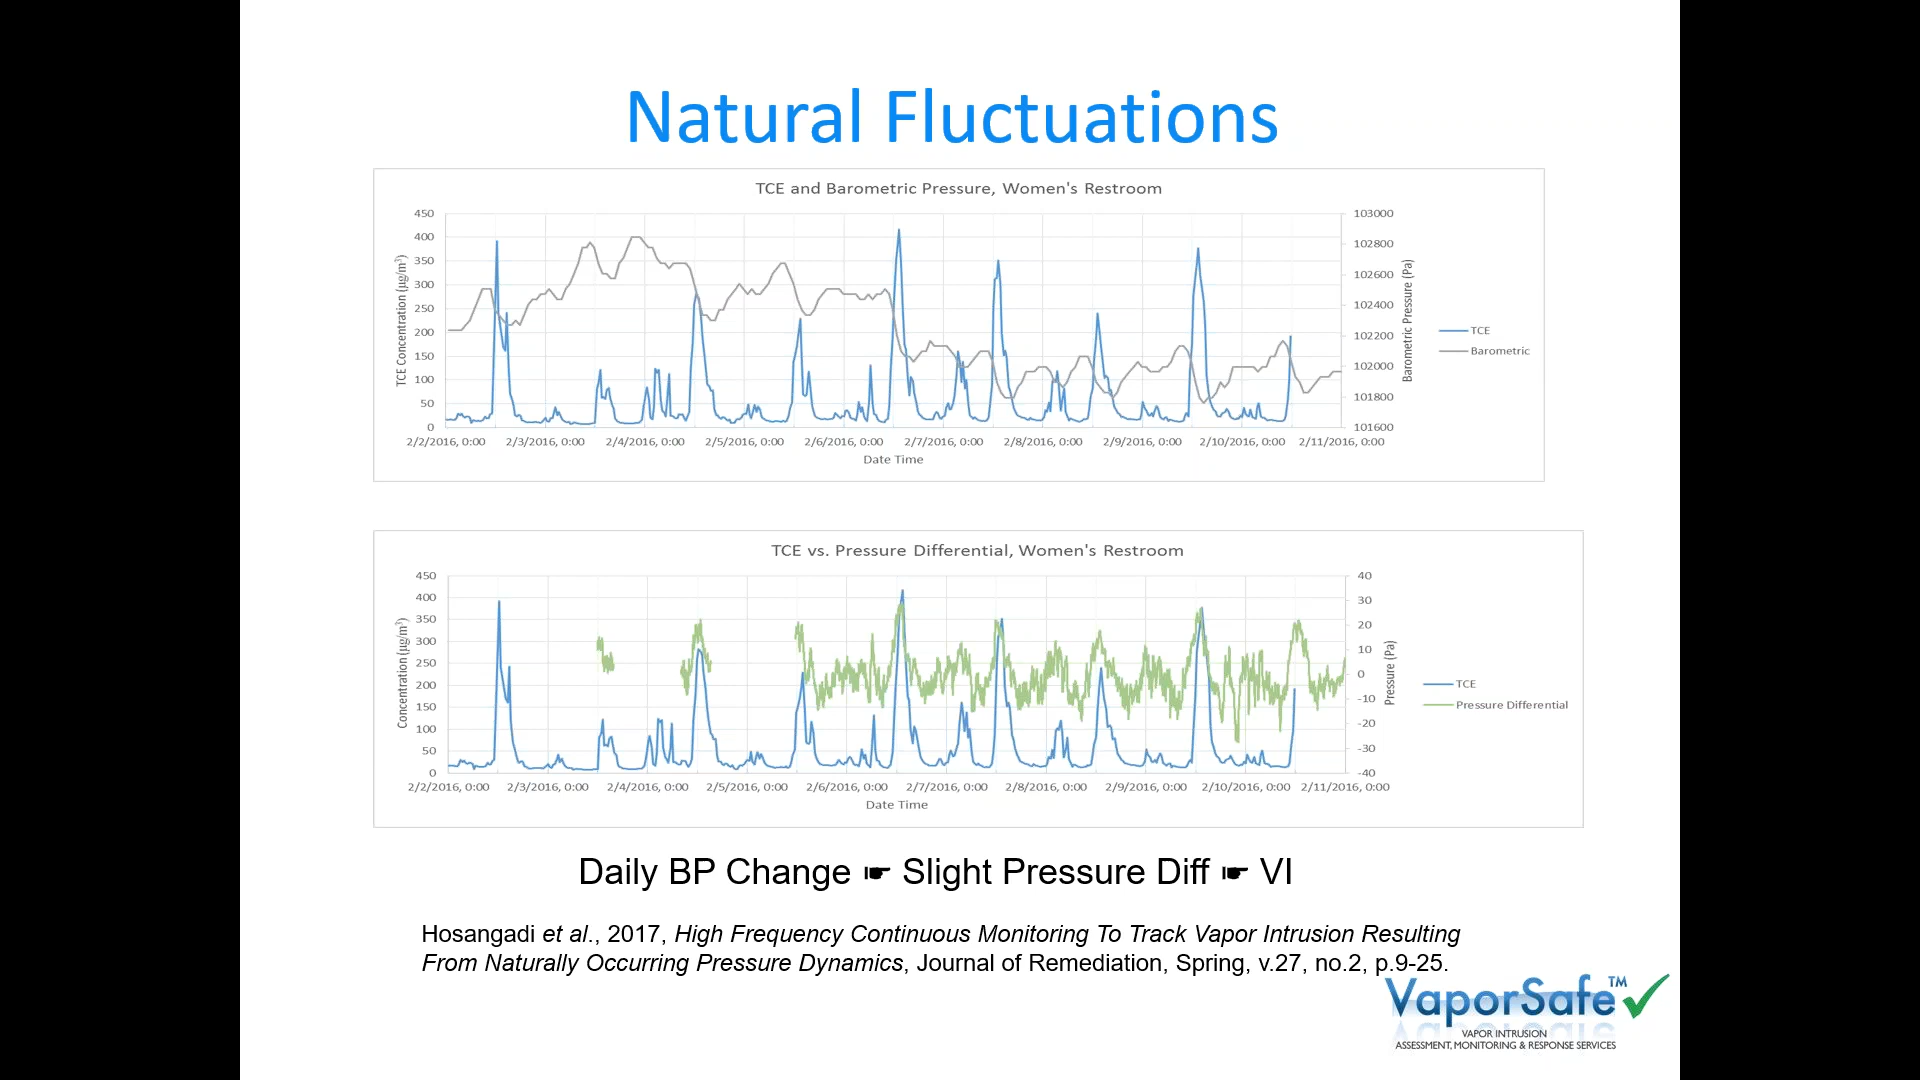 Natural Fluctuations
TCE and Barometric Pressure, Women's Restroom
450
400
350
300
250
200
150
100
50
0
TCE Concentration (µg/m³)
103000
102800
102600
102400
102200
102000
101800
101600
Barometric Pressure (Pa)
TCE
Barometric
2/2/2016, 0:00 2/3/2016, 0:00 2/4/2016, 0:00 2/5/2016, 0:00 2/6/2016, 0:00 2/7/2016, 0:00 2/8/2016, 0:00 2/9/2016, 0:00 2/10/2016, 0:00 2/11/2016, 0:00
Date Time
TCE vs. Pressure Differential, Women's Restroom
450
400
350
300
250
200
150
100
50
0
Concentration (µg/m³)
40
30
20
10
0
-10
-20
-30
-40
Pressure (Pa)
TCE
Pressure Differential
2/2/2016, 0:00 2/3/2016, 0:00 2/4/2016, 0:00 2/5/2016, 0:00 2/6/2016, 0:00 2/7/2016, 0:00 2/8/2016, 0:00 2/9/2016, 0:00 2/10/2016, 0:00 2/11/2016, 0:00
Date Time
Daily BP Change ☛ Slight Pressure Diff ☛ VI
Hosangadi et al., 2017, High Frequency Continuous Monitoring To Track Vapor Intrusion Resulting
From Naturally Occurring Pressure Dynamics, Journal of Remediation, Spring, v.27, no.2, p.9-25.
VaporSafe™
VAPOR INTRUSION
ASSESSMENT, MONITORING & RESPONSE SERVICES